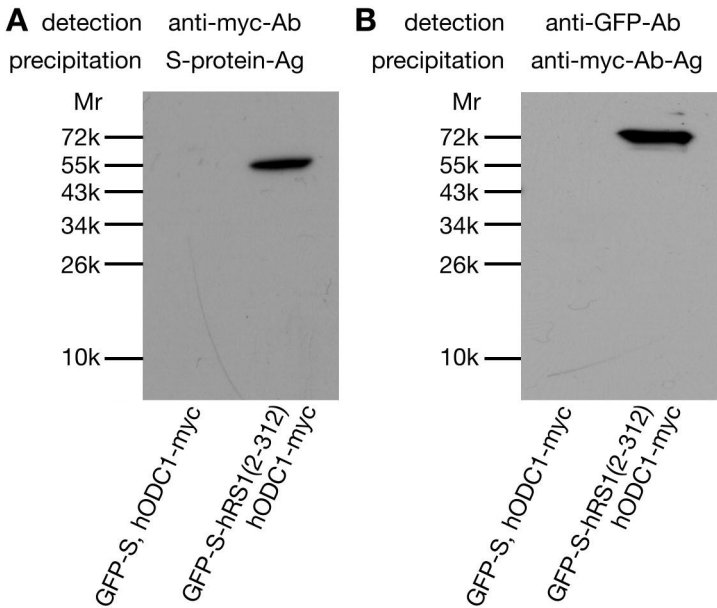 A detection anti-myc-Ab
precipitation S-protein-Ag
Mr
72k
55k
43k
34k
26k
10k
GFP-S, hODC1-myc
GFP-S-hRS1(2-312)
hODC1-myc
B detection anti-GFP-Ab
precipitation anti-myc-Ab-Ag
Mr
72k
55k
43k
34k
26k
10k
GFP-S, hODC1-myc
GFP-S-hRS1(2-312)
hODC1-myc